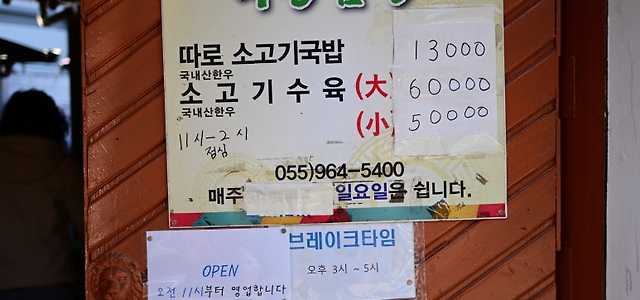 따로 소고기국밥 13000
국내산한우
소고기수육 (大) 60000
국내산한우
(小) 50000
11시-2시
점심
055)964-5400
매주 일요일은 쉽니다.
브레이크타임
오후 3시~5시
OPEN
오전 11시부터 영업합니다